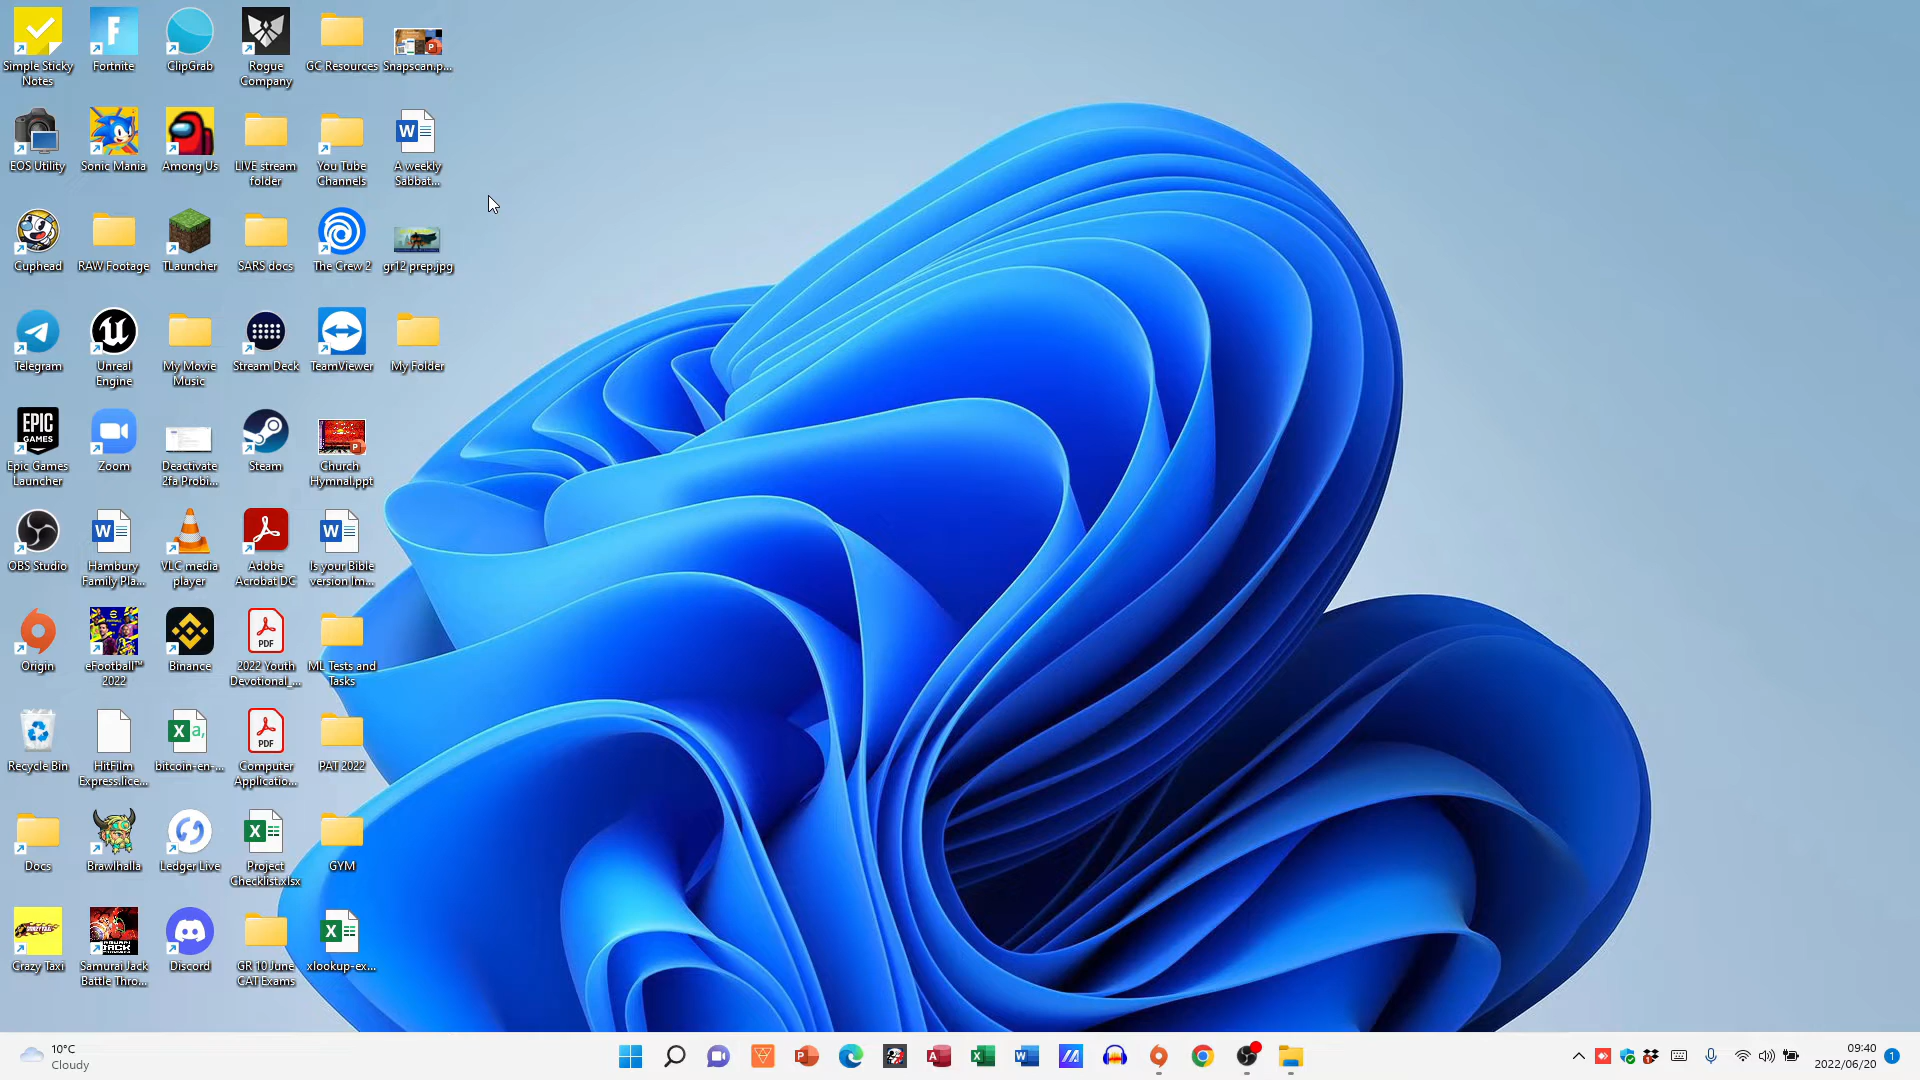 Simple Sticky
Notes
Fortnite
ClipGrab
Rogue
Company
GC Resources
Snapscan.p...
EOS Utility
Sonic Mania
Among Us
LIVE stream
folder
You Tube
Channels
A weekly
Sabbat...
Cuphead
RAW Footage
TLauncher
SARS docs
The Crew 2
gr12 prep.jpg
Telegram
Unreal
Engine
My Movie
Music
Stream Deck
TeamViewer
My Folder
EPIC
GAMES
Epic Games
Launcher
Zoom
Deactivate
2fa Probi...
Steam
Church
Hymnal.ppt
OBS Studio
Hambury
Family Pla...
VLC media
player
Adobe
Acrobat DC
Is your Bible
version Im...
Origin
eFootball™
2022
Binance
PDF
2022 Youth
Devotional_...
ML Tests and
Tasks
Recycle Bin
HitFilm
Express.lice...
bitcoin-en-...
PDF
Computer
Applicatio...
PAT 2022
Docs
Brawlhalla
Ledger Live
Project
Checklist.xlsx
GYM
Crazy Taxi
Samurai Jack
Battle Thro...
Discord
GR 10 June
CAT Exams
xlookup-ex...
10°C
Cloudy
09:40
2022/06/20
1